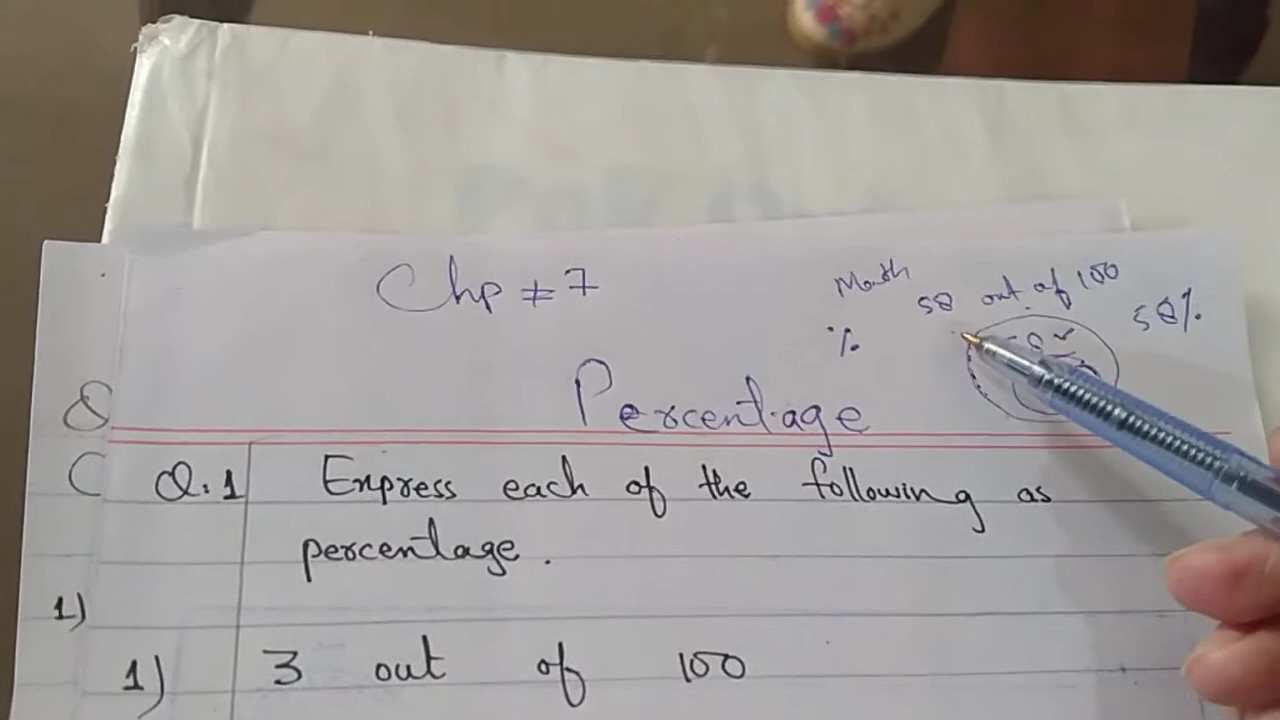 Chp # 7
Math
58 out of 100
58%
%
Percentage
Q.1 Express each of the following as
percentage.
1)
1) 3 out of 100